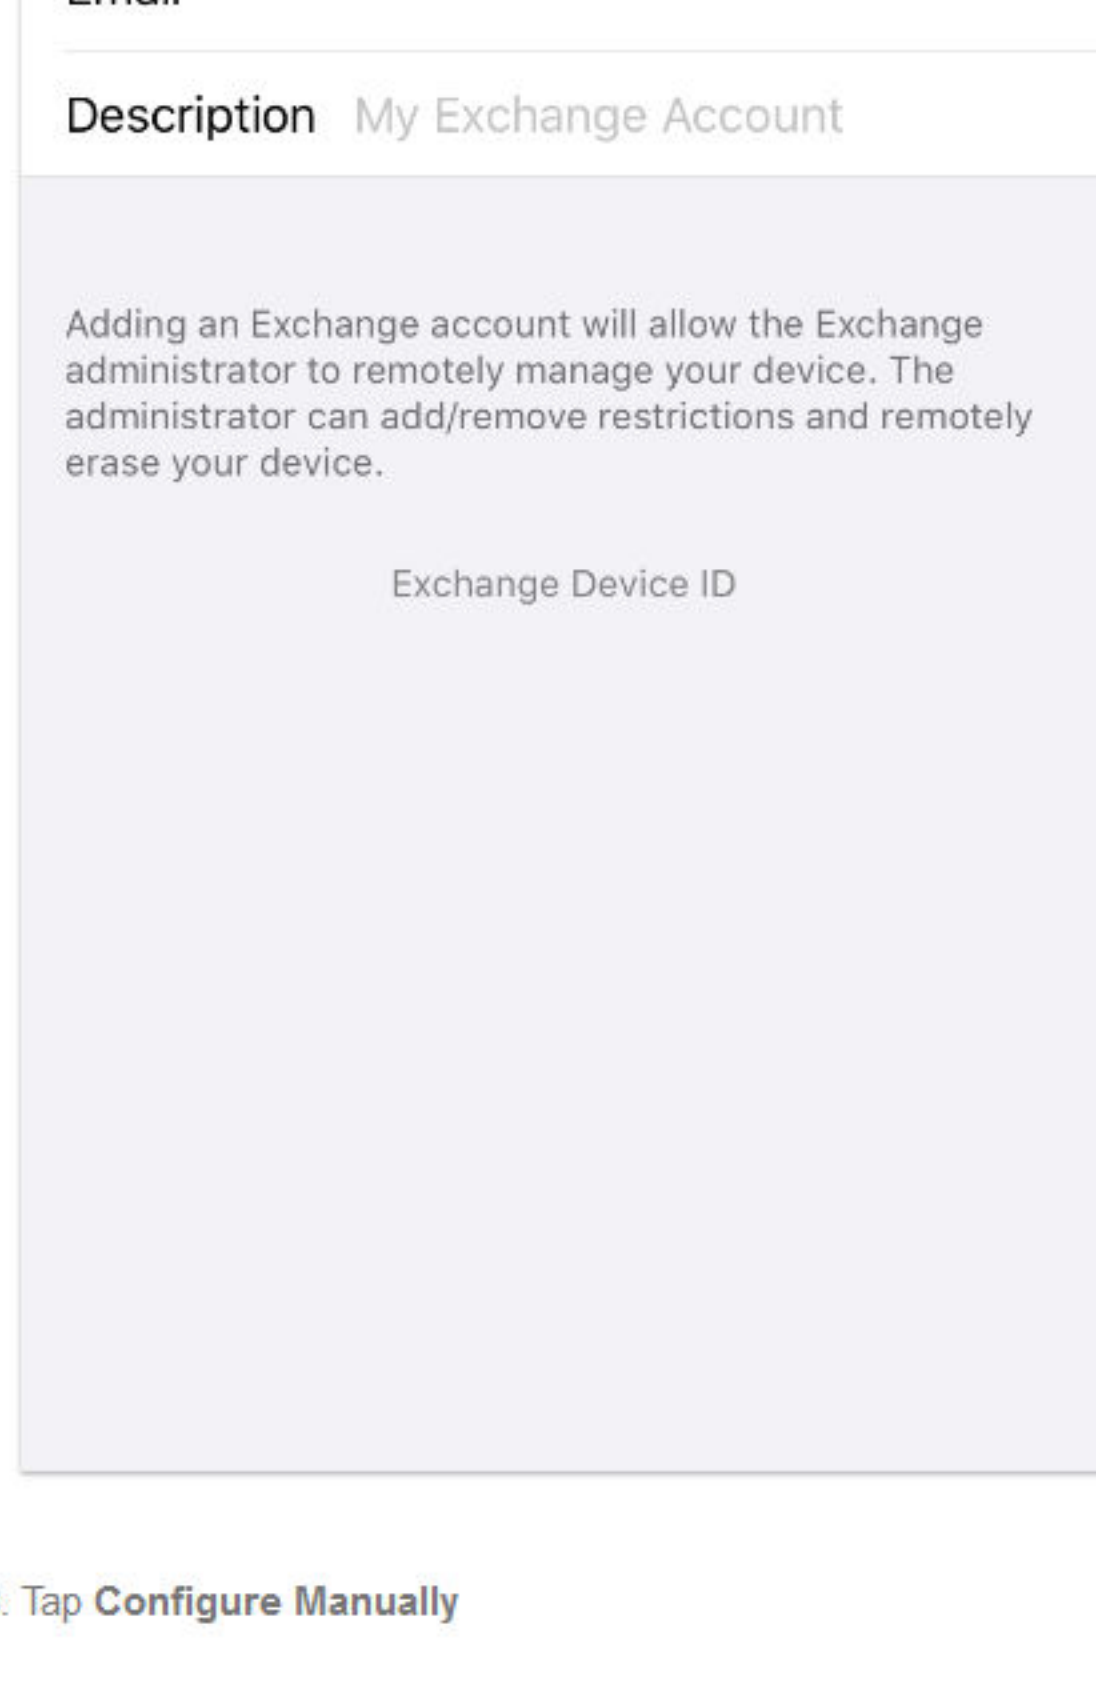 Email
Description My Exchange Account
Adding an Exchange account will allow the Exchange
administrator to remotely manage your device. The
administrator can add/remove restrictions and remotely
erase your device.
Exchange Device ID
. Tap Configure Manually